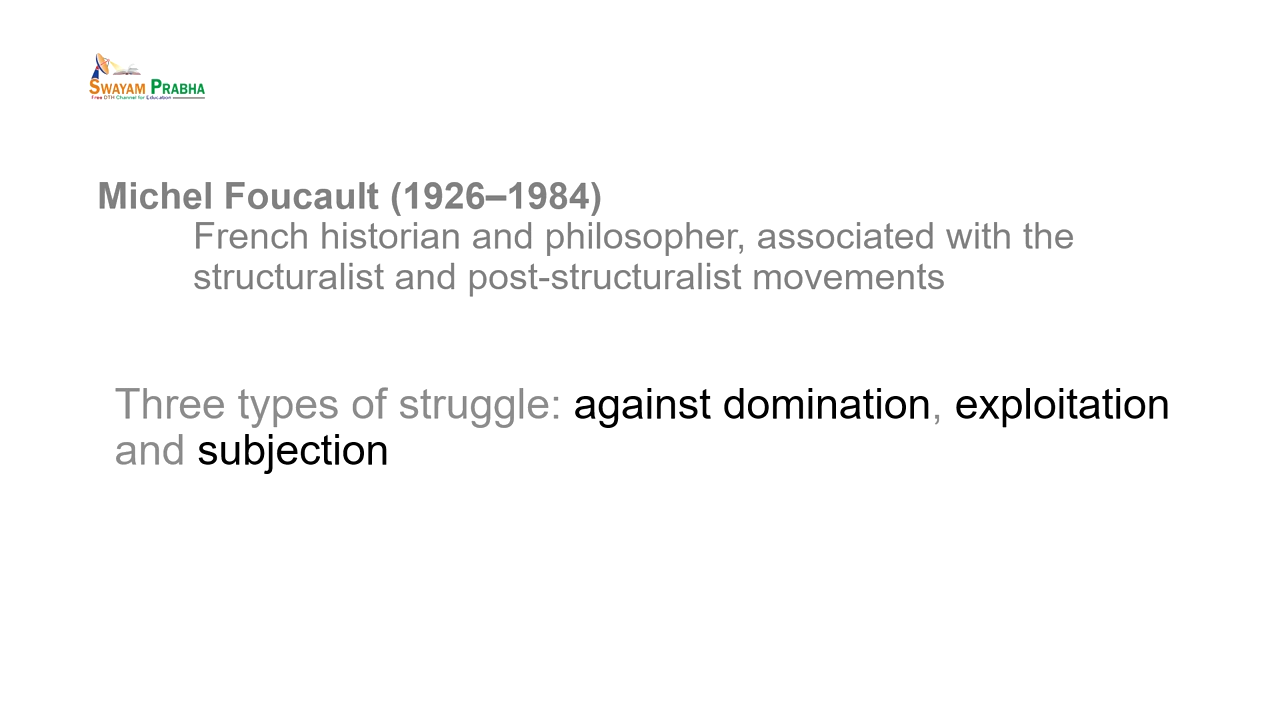 SWAYAM PRABHA
Free DTH Channel for Education
Michel Foucault (1926–1984)
French historian and philosopher, associated with the
structuralist and post-structuralist movements
Three types of struggle: against domination, exploitation
and subjection